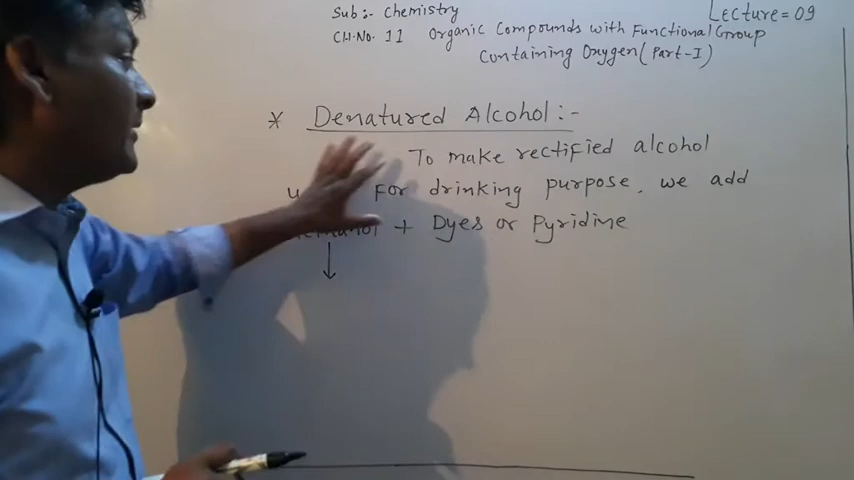 Sub:- Chemistry
Lecture = 09
CH.No. 11 Organic Compounds with Functional Group
Containing Oxygen (Part-I)
* Denatured Alcohol:-
To make rectified alcohol
For drinking purpose. we add
+ Dyes or Pyridine